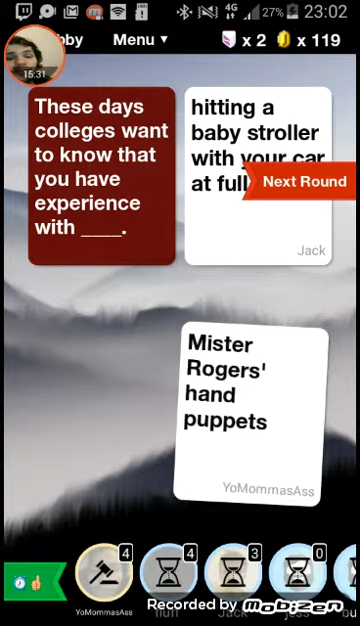 4G
27%
23:02
bby
Menu
x 2
x 119
15:31
These days
colleges want
to know that
you have
experience
with ____.
hitting a
baby stroller
with your car
at full
Next Round
Jack
Mister
Rogers'
hand
puppets
YoMommasAss
4
4
3
0
YoMommasAss
Recorded by mobizen